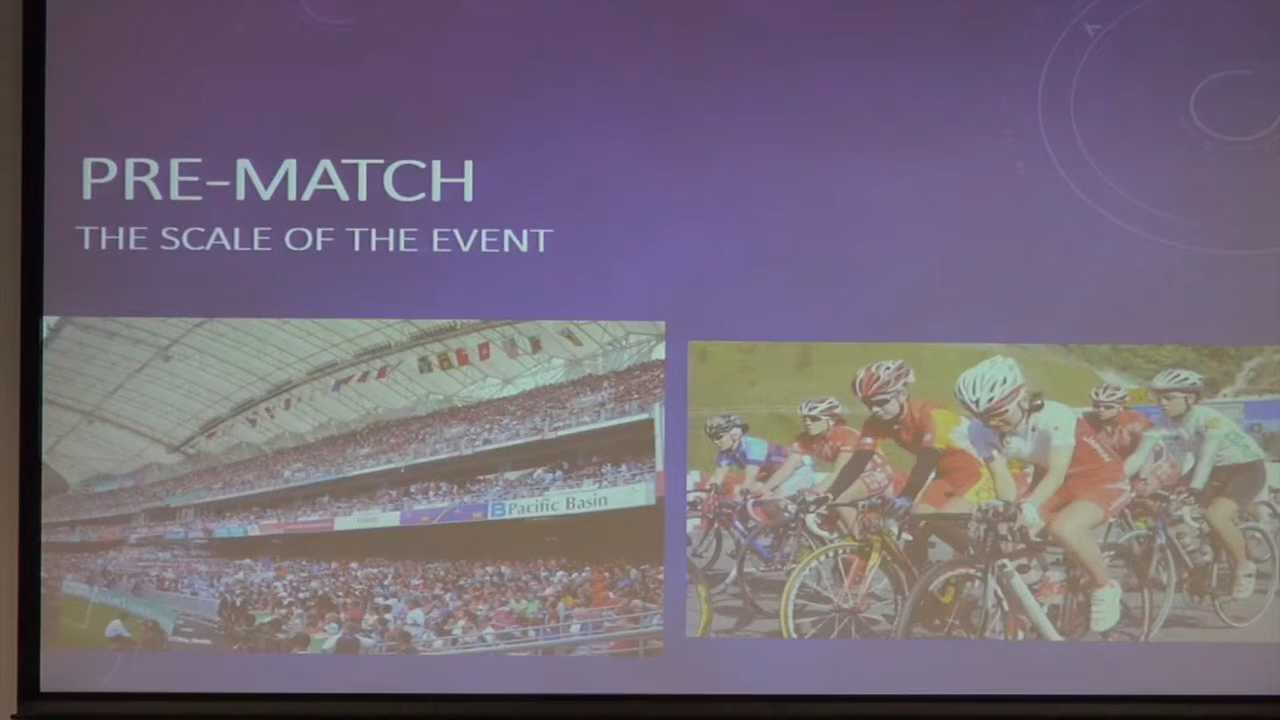 PRE-MATCH
THE SCALE OF THE EVENT
Pacific Basin